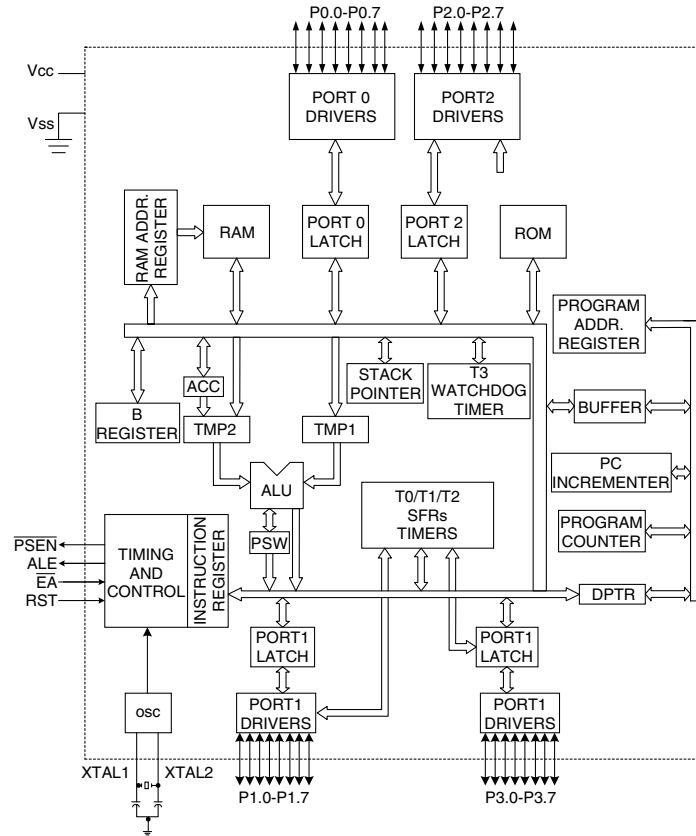 P0.0-P0.7
P2.0-P2.7
Vcc
Vss
PORT 0
DRIVERS
PORT2
DRIVERS
RAM ADDR.
REGISTER
RAM
PORT 0
LATCH
PORT 2
LATCH
ROM
PROGRAM
ADDR.
REGISTER
B
REGISTER
ACC
TMP2
TMP1
STACK
POINTER
T3
WATCHDOG
TIMER
BUFFER
ALU
PSW
T0/T1/T2
SFRs
TIMERS
PC
INCREMENTER
PROGRAM
COUNTER
PSEN
ALE
EA
RST
TIMING
AND
CONTROL
INSTRUCTION
REGISTER
DPTR
PORT1
LATCH
PORT1
LATCH
osc
PORT1
DRIVERS
PORT1
DRIVERS
XTAL1
XTAL2
P1.0-P1.7
P3.0-P3.7